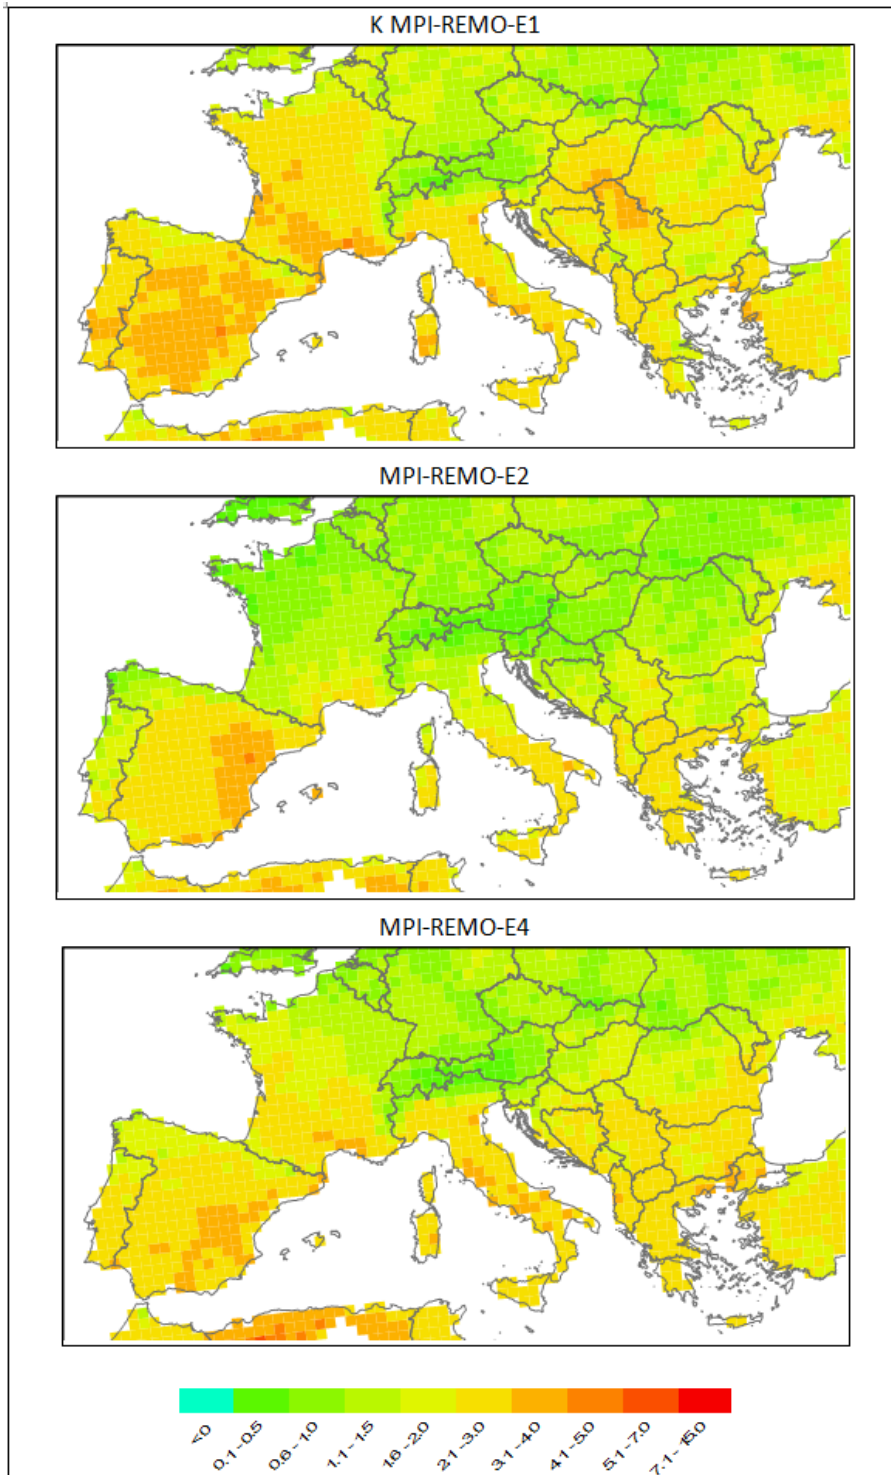 K MPI-REMO-E1
MPI-REMO-E2
MPI-REMO-E4
<0
0.1 - 0.5
0.6 - 1.0
1.1 - 1.5
1.6 - 2.0
2.1 - 3.0
3.1 - 4.0
4.1 - 5.0
5.1 - 7.0
7.1 - 15.0